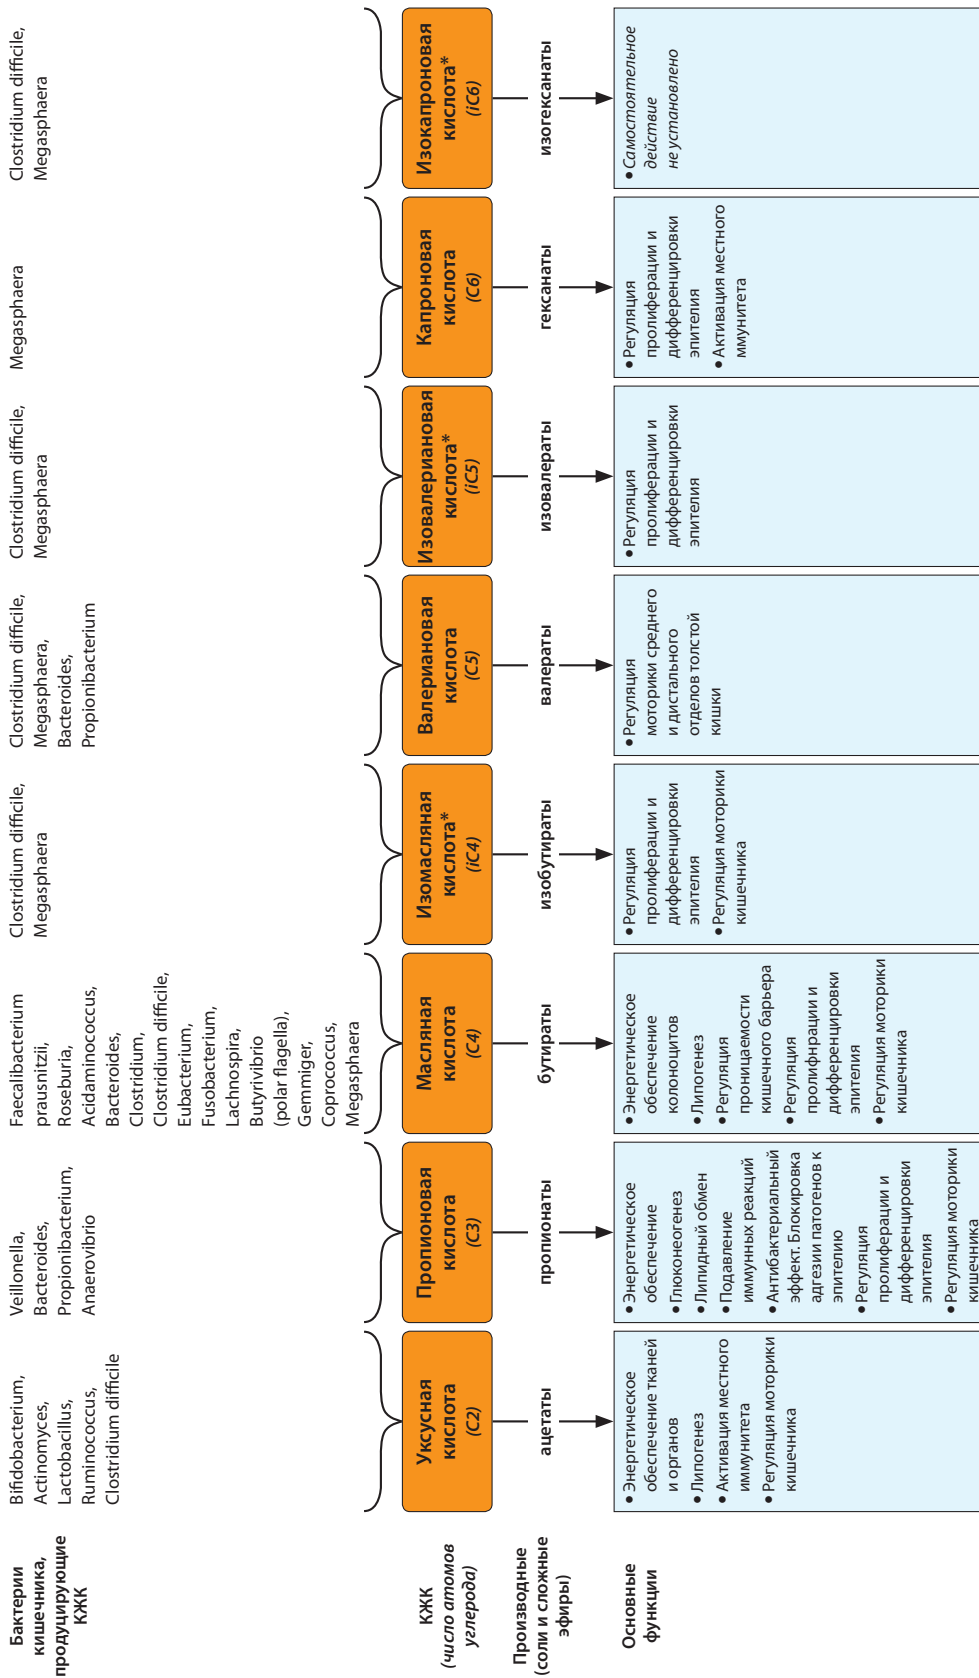 Бактерии
кишечника,
продуцирующие
КЖК
Bifidobacterium,
Actinomyces,
Lactobacillus,
Ruminococcus,
Clostridium difficile
Veillonella,
Bacteroides,
Propionibacterium,
Anaerovibrio
Faecalibacterium
prausnitzii,
Roseburia,
Acidaminococcus,
Bacteroides,
Clostridium,
Clostridium difficile,
Eubacterium,
Fusobacterium,
Lachnospira,
Butyrivibrio
(polar flagella),
Gemmiger,
Coprococcus,
Megasphaera
Clostridium difficile,
Megasphaera
Clostridium difficile,
Megasphaera,
Bacteroides,
Propionibacterium
Clostridium difficile,
Megasphaera
Megasphaera
Clostridium difficile,
Megasphaera
КЖК
(число атомов
углерода)
Уксусная
кислота
(C2)
Пропионовая
кислота
(C3)
Масляная
кислота
(C4)
Изомасляная
кислота*
(iC4)
Валериановая
кислота
(C5)
Изовалериановая
кислота*
(iC5)
Капроновая
кислота
(C6)
Изокапроновая
кислота*
(iC6)
Производные
(соли и сложные
эфиры)
ацетаты
пропионаты
бутираты
изобутираты
валераты
изовалераты
гексанаты
изогексанаты
Основные
функции
• Энергетическое
обеспечение тканей
и органов
• Липогенез
• Активация местного
иммунитета
• Регуляция моторики
кишечника
• Энергетическое
обеспечение
• Глюконеогенез
• Липидный обмен
• Подавление
иммунных реакций
• Антибактериальный
эффект. Блокировка
адгезии патогенов к
эпителию
• Регуляция
пролиферации и
дифференцировки
эпителия
• Регуляция моторики
кишечника
• Энергетическое
обеспечение
колоноцитов
• Липогенез
• Регуляция
проницаемости
кишечного барьера
• Регуляция
пролифнрации и
дифференцировки
эпителия
• Регуляция моторики
кишечника
• Регуляция
пролиферации и
дифференцировки
эпителия
• Регуляция моторики
кишечника
• Регуляция
моторики среднего
и дистального
отделов толстой
кишки
• Регуляция
пролиферации и
дифференцировки
эпителия
• Регуляция
пролиферации и
дифференцировки
эпителия
• Активация местного
ммунитета
• Самостоятельное
действие
не установлено